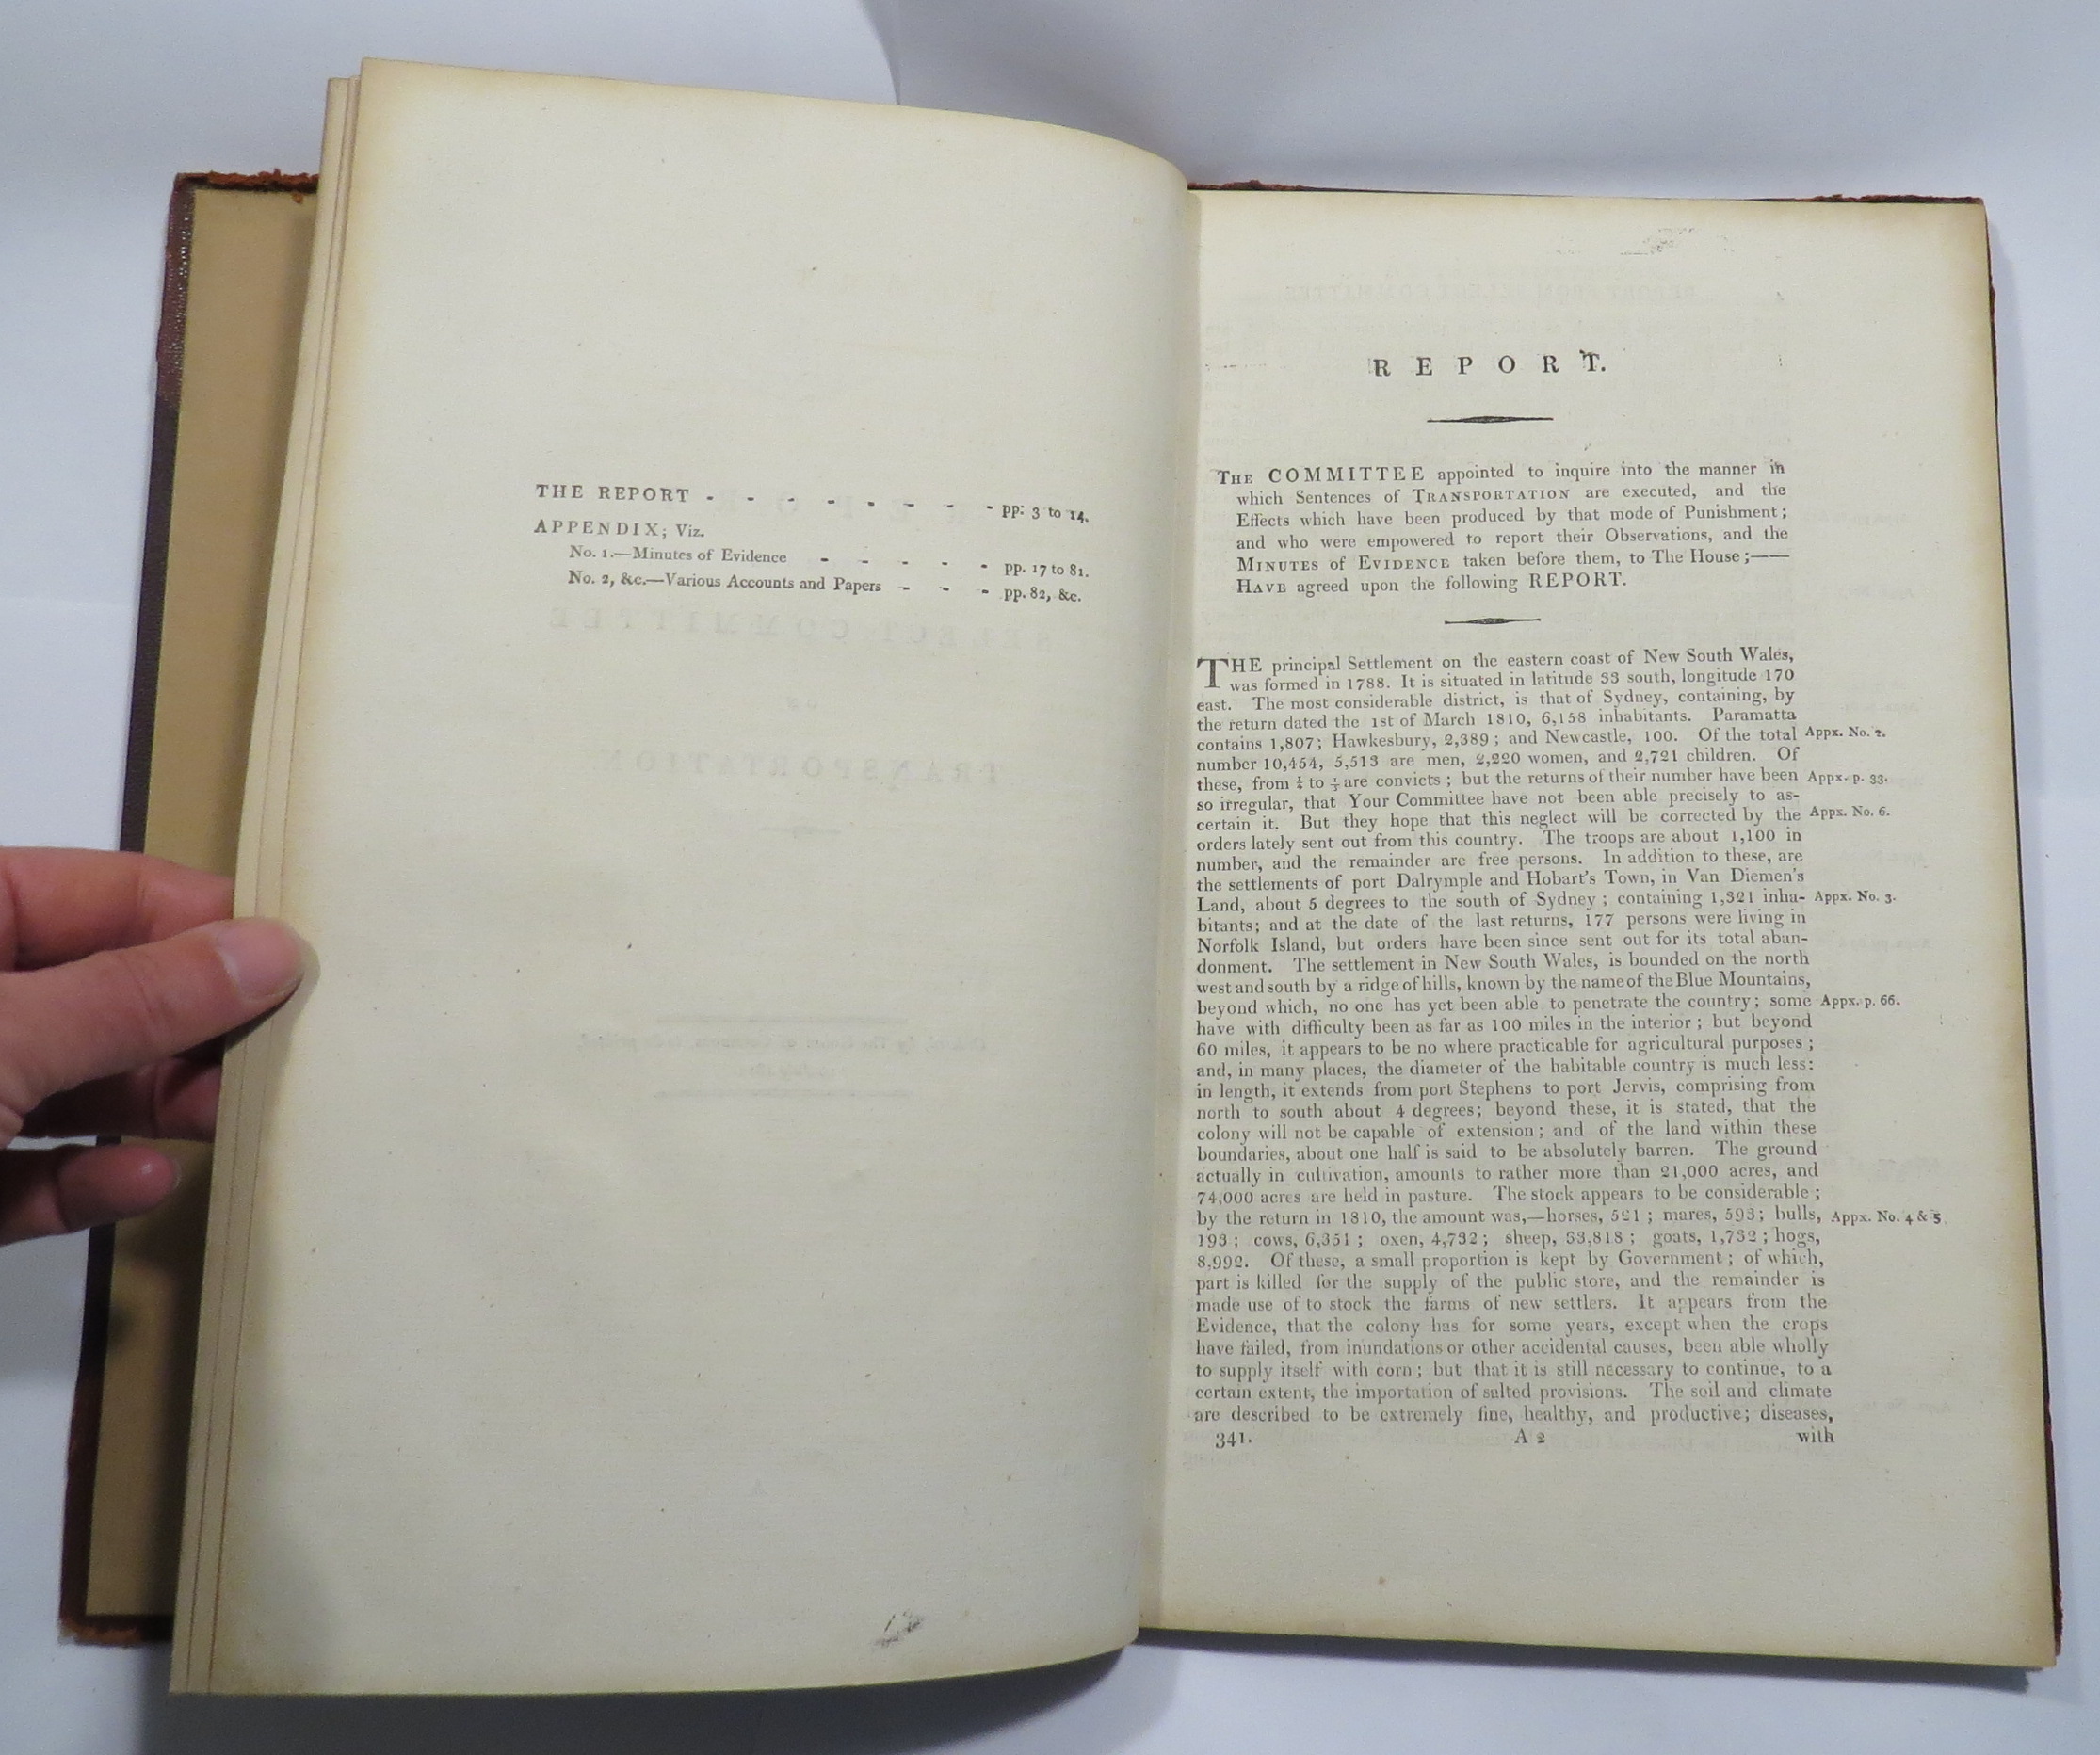 THE REPORT - - - - - - - - pp: 3 to 14.
APPENDIX; Viz.
No. 1.—Minutes of Evidence - - - - - pp. 17 to 81.
No. 2, &c.—Various Accounts and Papers - - - pp. 82, &c.
REPORT.
THE COMMITTEE appointed to inquire into the manner in
which Sentences of TRANSPORTATION are executed, and the
Effects which have been produced by that mode of Punishment;
and who were empowered to report their Observations, and the
MINUTES of EVIDENCE taken before them, to The House;——
HAVE agreed upon the following REPORT.
THE principal Settlement on the eastern coast of New South Wales,
was formed in 1788. It is situated in latitude 33 south, longitude 170
east. The most considerable district, is that of Sydney, containing, by
the return dated the 1st of March 1810, 6,158 inhabitants. Paramatta
contains 1,807; Hawkesbury, 2,389; and Newcastle, 100. Of the total Appx. No. 2.
number 10,454, 5,513 are men, 2,220 women, and 2,721 children. Of
these, from to are convicts; but the returns of their number have been Appx. p. 33.
so irregular, that Your Committee have not been able precisely to as-
certain it. But they hope that this neglect will be corrected by the Appx. No. 6.
orders lately sent out from this country. The troops are about 1,100 in
number, and the remainder are free persons. In addition to these, are
the settlements of port Dalrymple and Hobart's Town, in Van Diemen's
Land, about 5 degrees to the south of Sydney; containing 1,321 inha- Appx. No. 3.
bitants; and at the date of the last returns, 177 persons were living in
Norfolk Island, but orders have been since sent out for its total aban-
donment. The settlement in New South Wales, is bounded on the north
west and south by a ridge of hills, known by the name of the Blue Mountains,
beyond which, no one has yet been able to penetrate the country; some Appx. p. 66.
have with difficulty been as far as 100 miles in the interior; but beyond
60 miles, it appears to be no where practicable for agricultural purposes;
and, in many places, the diameter of the habitable country is much less:
in length, it extends from port Stephens to port Jervis, comprising from
north to south about 4 degrees; beyond these, it is stated, that the
colony will not be capable of extension; and of the land within these
boundaries, about one half is said to be absolutely barren. The ground
actually in cultivation, amounts to rather more than 21,000 acres, and
74,000 acres are held in pasture. The stock appears to be considerable;
by the return in 1810, the amount was,—horses, 521; mares, 593; bulls, Appx. No. 4 & 5.
193; cows, 6,351; oxen, 4,732; sheep, 33,818; goats, 1,732; hogs,
8,992. Of these, a small proportion is kept by Government; of which,
part is killed for the supply of the public store, and the remainder is
made use of to stock the farms of new settlers. It appears from the
Evidence, that the colony has for some years, except when the crops
have failed, from inundations or other accidental causes, been able wholly
to supply itself with corn; but that it is still necessary to continue, to a
certain extent, the importation of salted provisions. The soil and climate
are described to be extremely fine, healthy, and productive; diseases,
341. A 2 with